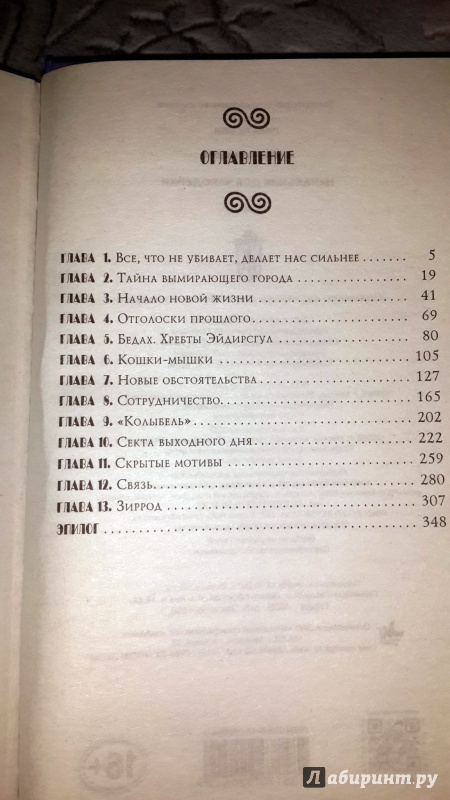 ОГЛАВЛЕНИЕ
ГЛАВА 1. Все, что не убивает, делает нас сильнее ....... 5
ГЛАВА 2. Тайна вымирающего города ....... 19
ГЛАВА 3. Начало новой жизни ....... 41
ГЛАВА 4. Отголоски прошлого ....... 69
ГЛАВА 5. Бедах. Хребты Эйдирсгул ....... 80
ГЛАВА 6. Кошки-мышки ....... 105
ГЛАВА 7. Новые обстоятельства ....... 127
ГЛАВА 8. Сотрудничество ....... 165
ГЛАВА 9. «Колыбель» ....... 202
ГЛАВА 10. Секта выходного дня ....... 222
ГЛАВА 11. Скрытые мотивы ....... 259
ГЛАВА 12. Связь ....... 280
ГЛАВА 13. Зиррод ....... 307
ЭПИЛОГ ....... 348
16+
Лабиринт.ру